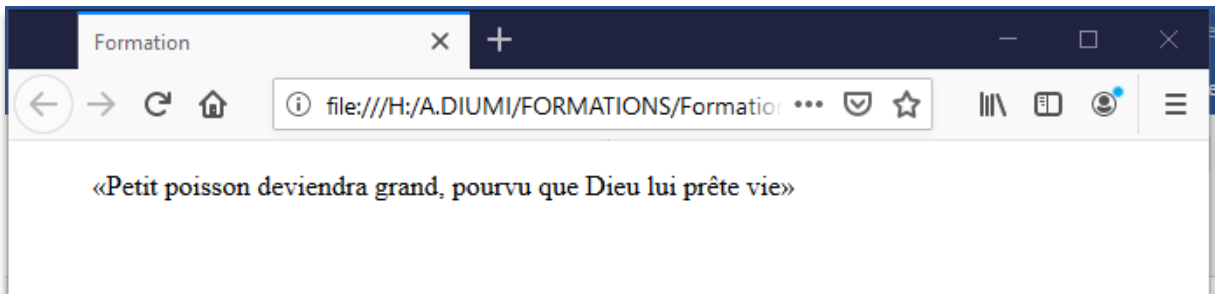 Formation
file:///H:/A.DIUMI/FORMATIONS/Formation
«Petit poisson deviendra grand, pourvu que Dieu lui prête vie»